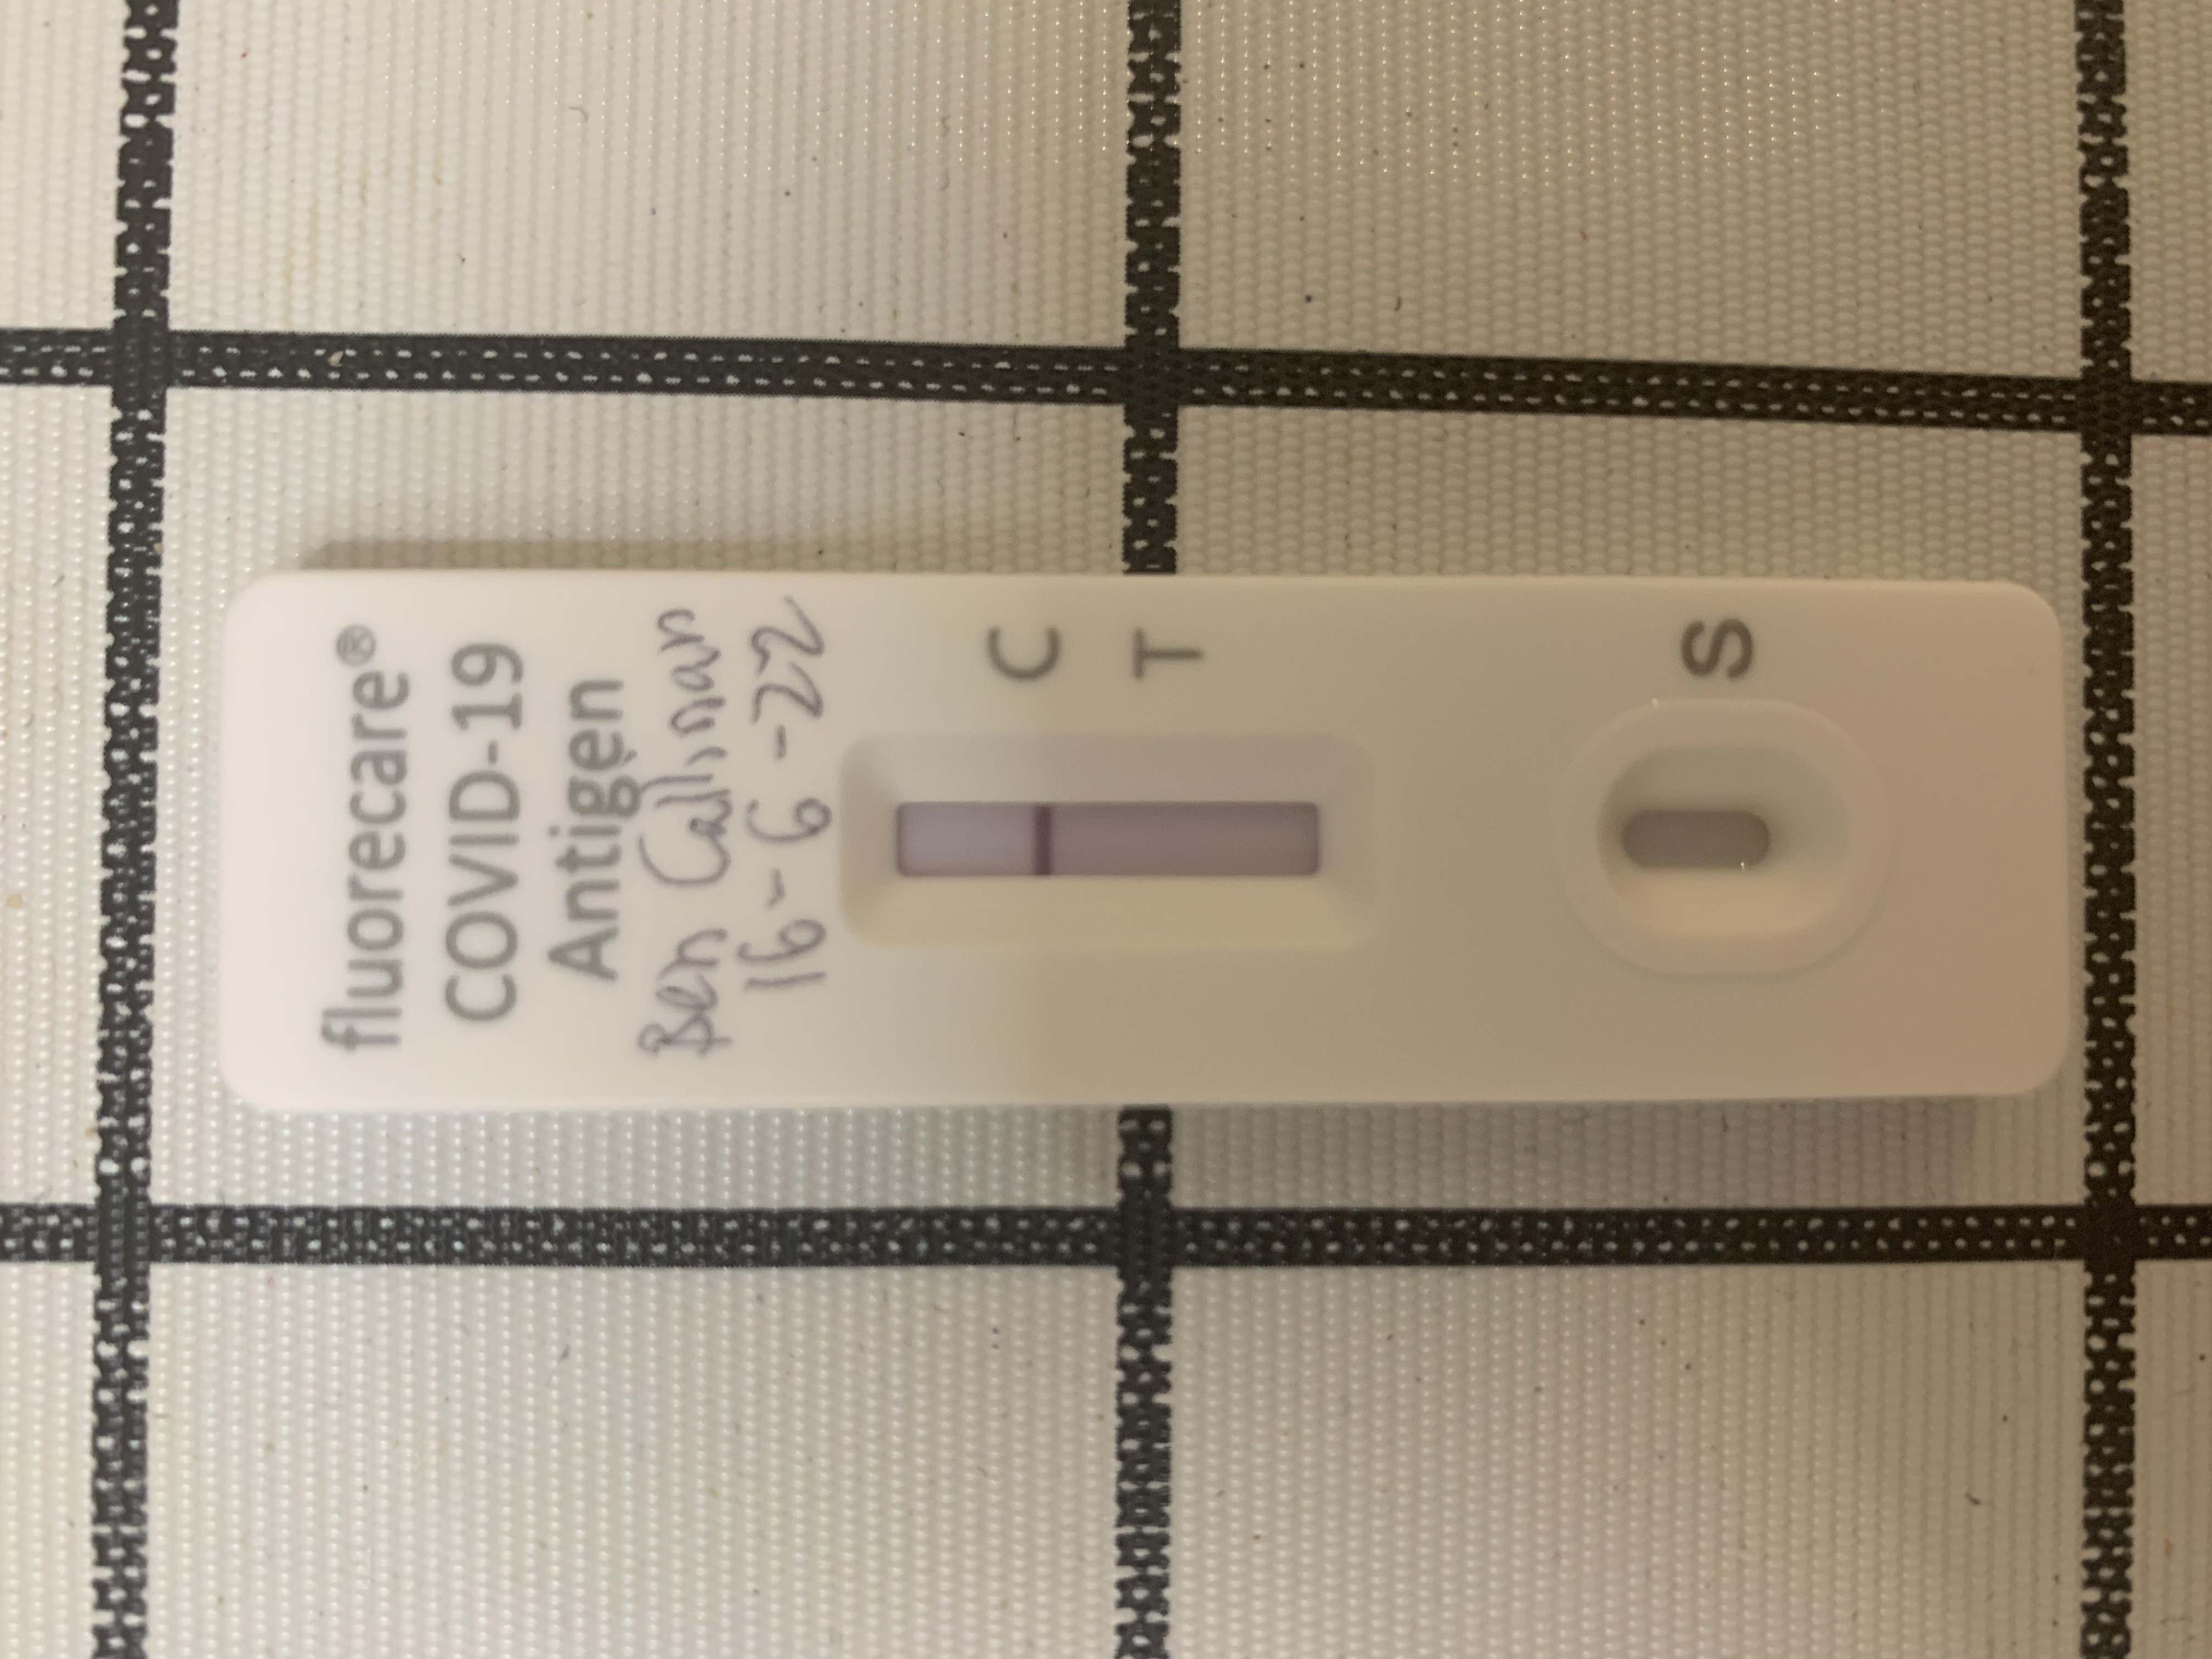 fluorecare®
COVID-19
Antigen
Ben Callinan
16-6-22
C
T
S